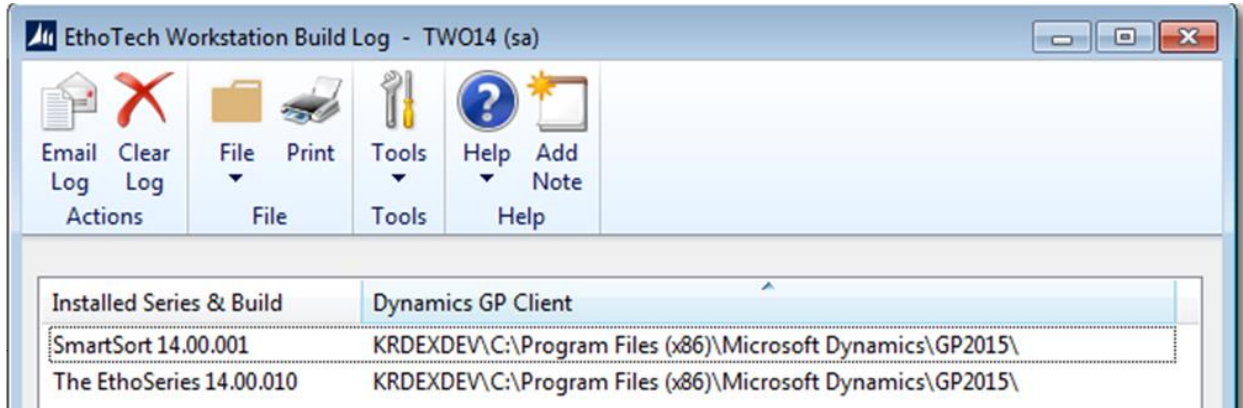 EthoTech Workstation Build Log - TWO14 (sa)
Email Log
Clear Log
File
Print
Tools
Help
Add Note
Actions
File
Tools
Help
Installed Series & Build
Dynamics GP Client
SmartSort 14.00.001 KRDEXDEV\C:\Program Files (x86)\Microsoft Dynamics\GP2015\
The EthoSeries 14.00.010 KRDEXDEV\C:\Program Files (x86)\Microsoft Dynamics\GP2015\